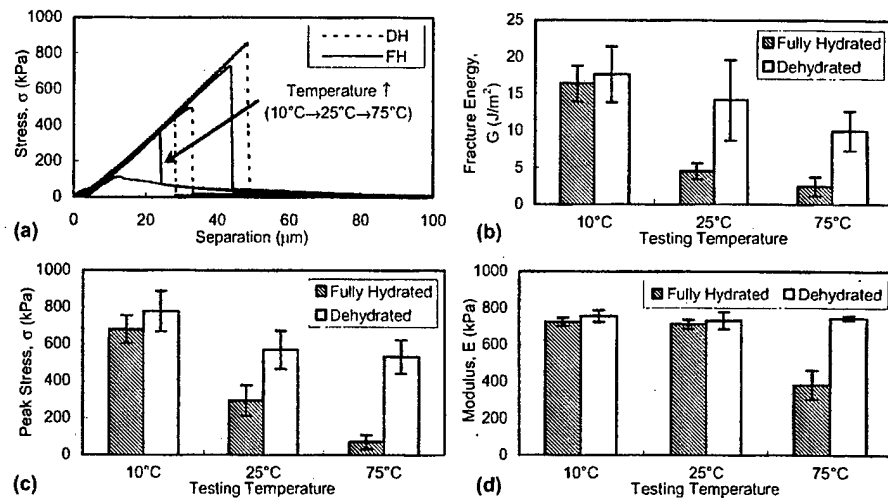 1000
800
600
400
200
0
Stress, σ (kPa)
DH
FH
Temperature ↑
(10°C→25°C→75°C)
0 20 40 60 80 100
Separation (μm)
(a)
25
20
15
10
5
0
Fracture Energy,
G (J/m²)
Fully Hydrated
Dehydrated
10°C 25°C 75°C
Testing Temperature
(b)
1000
800
600
400
200
0
Peak Stress, σ (kPa)
Fully Hydrated
Dehydrated
10°C 25°C 75°C
Testing Temperature
(c)
1000
800
600
400
200
0
Modulus, E (kPa)
Fully Hydrated Dehydrated
10°C 25°C 75°C
Testing Temperature
(d)